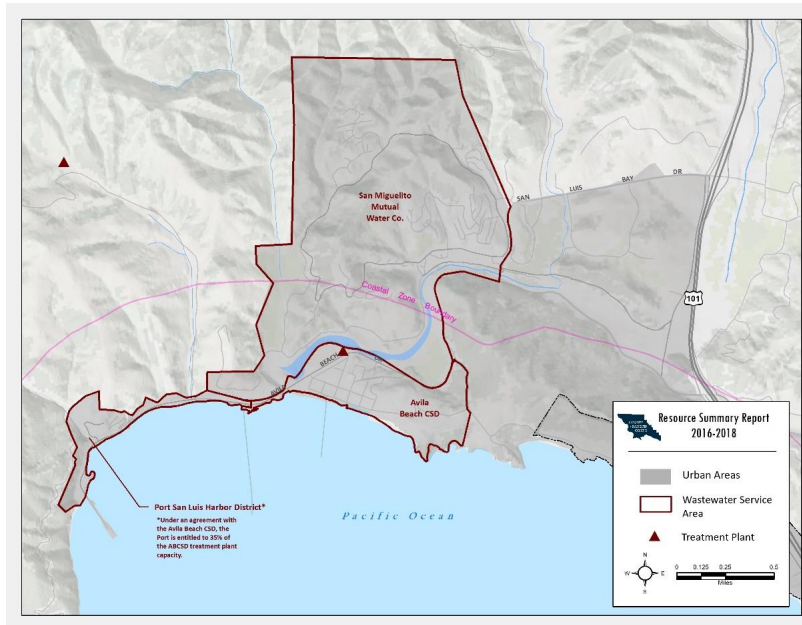 San Miguelito
Mutual
Water Co.
SAN LUIS BAY DR
Coastal Zone Boundary
101
AVILA BEACH DR
Avila
Beach CSD
Port San Luis Harbor District*
*Under an agreement with
the Avila Beach CSD, the
Port is entitled to 35% of
the ABCSD treatment plant
capacity.
Pacific Ocean
Resource Summary Report
2016-2018
Urban Areas
Wastewater Service
Area
Treatment Plant
N
W E
S
0 0.125 0.25 0.5
Miles